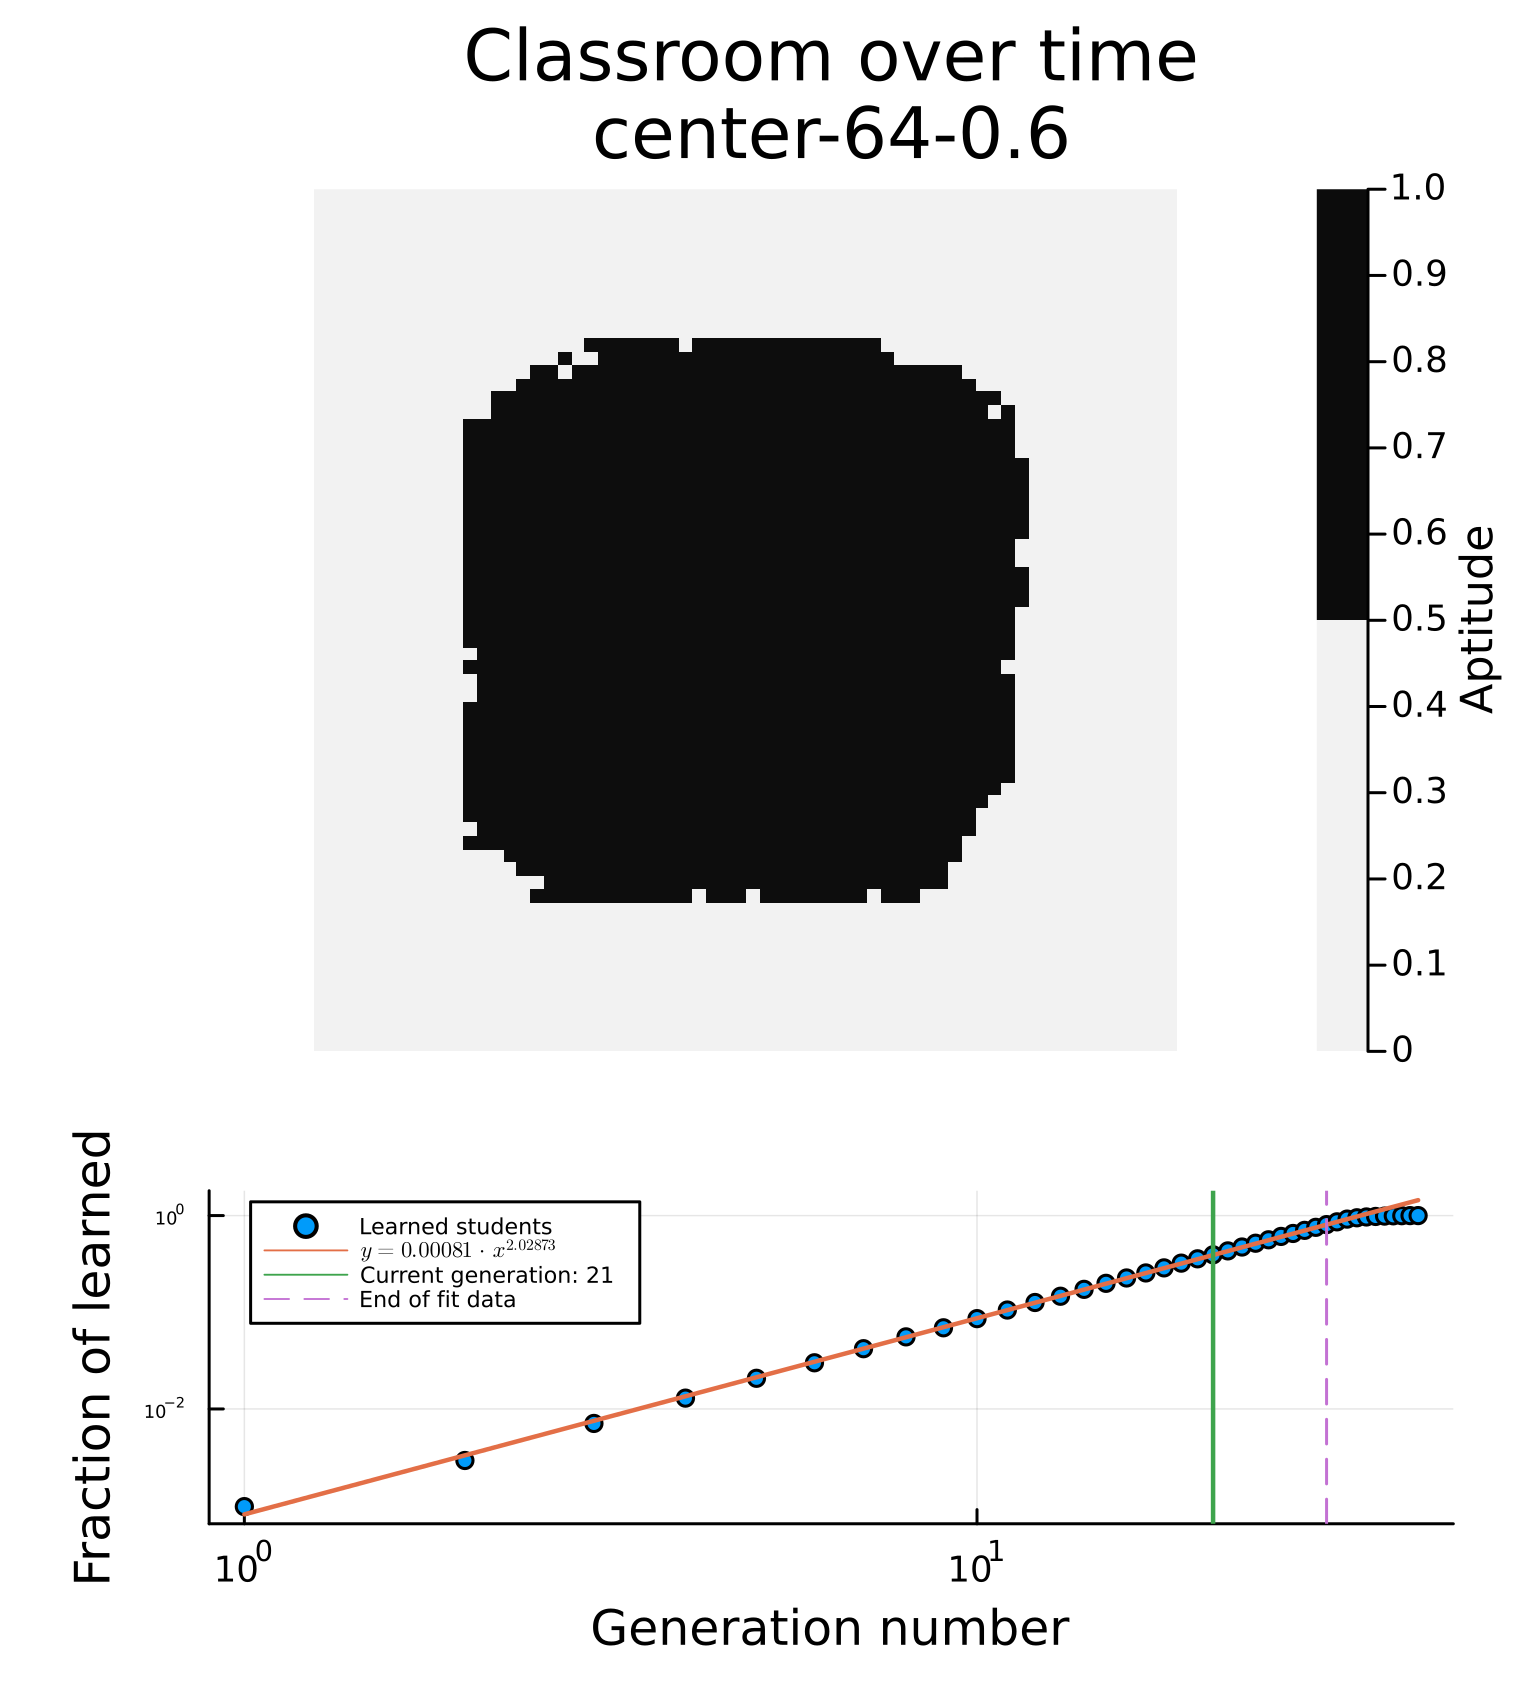 Classroom over time
center-64-0.6
1.0
0.9
0.8
0.7
0.6
0.5
0.4
0.3
0.2
0.1
0
Aptitude
Fraction of learned
10⁰
10⁻²
Learned students
y = 0.00081 · x^2.02873
Current generation: 21
End of fit data
10⁰
10¹
Generation number